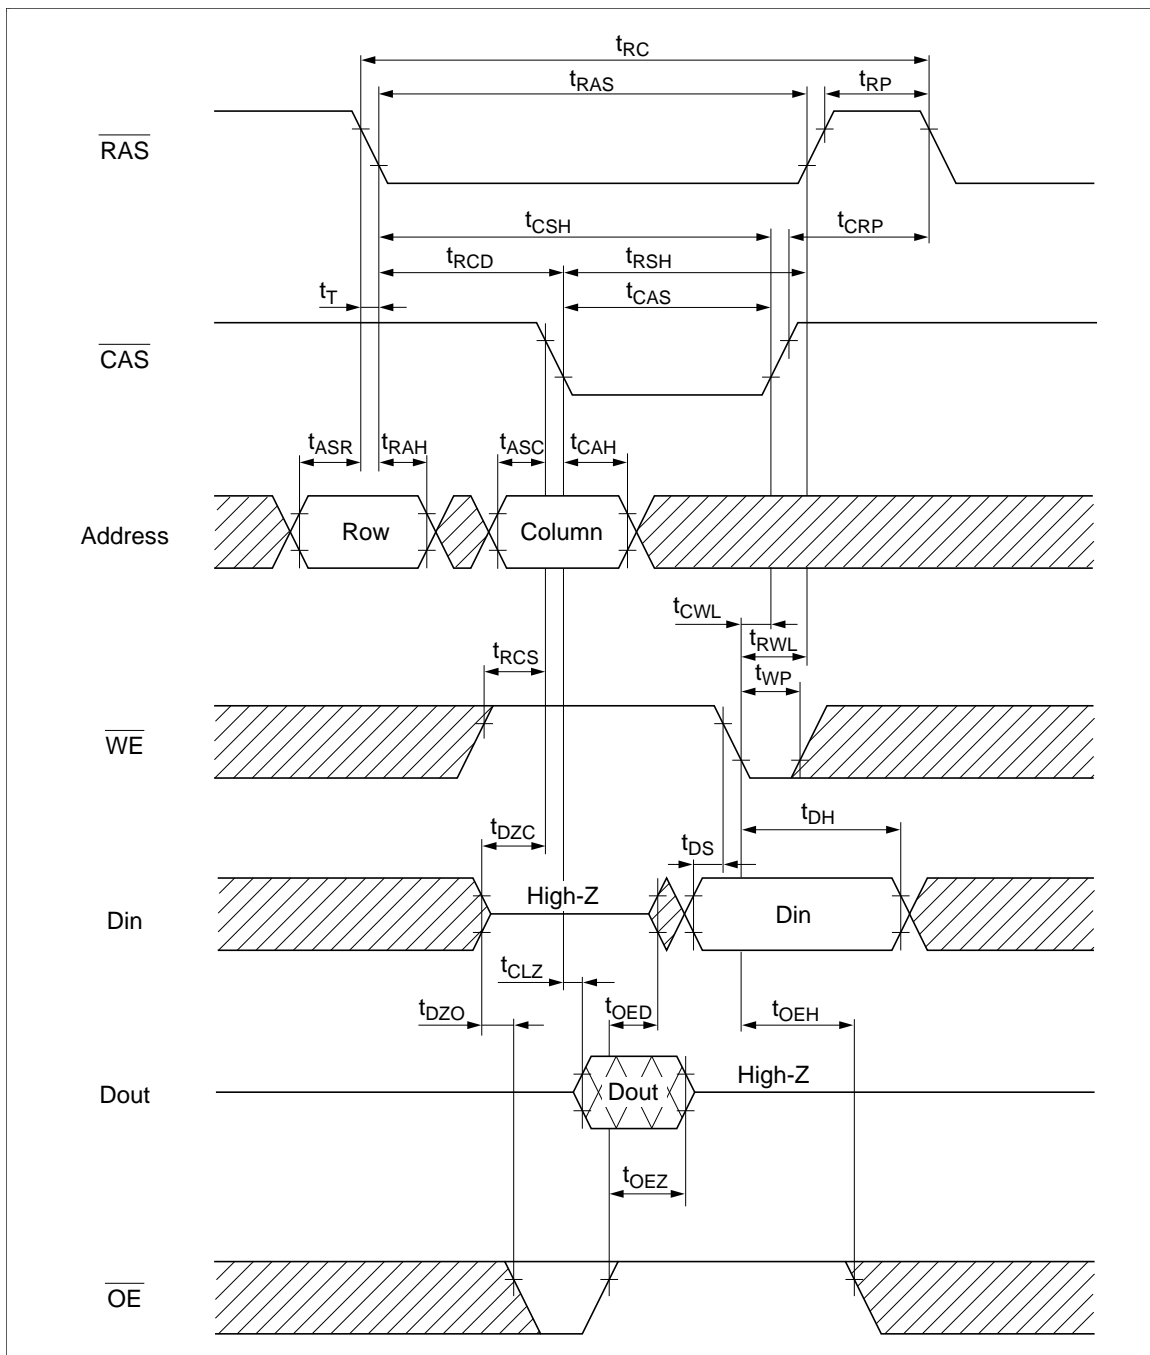 tRC
tRAS
tRP
RAS
tCSH
tCRP
tRCD
tRSH
tT
tCAS
CAS
tASR
tRAH
tASC
tCAH
Address
Row
Column
tCWL
tRWL
tRCS
tWP
WE
tDZC
tDH
tDS
High-Z
Din
Din
tCLZ
tDZO
tOED
tOEH
Dout
Dout
High-Z
tOEZ
OE